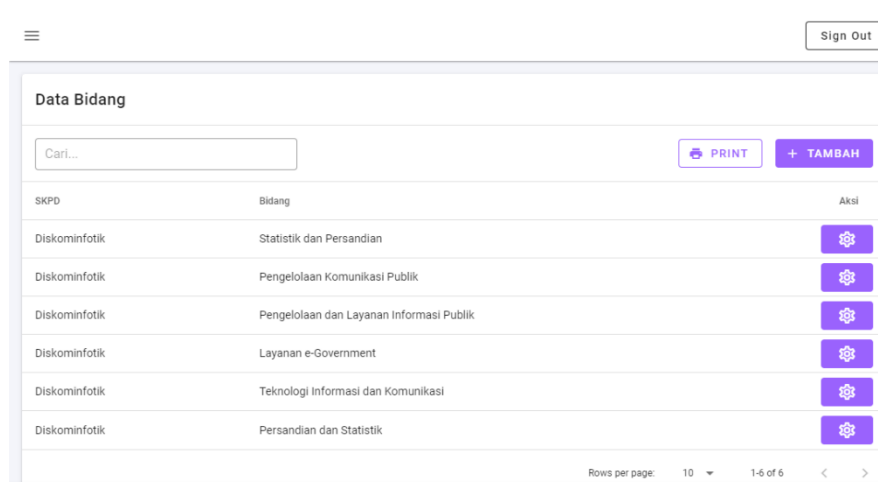 Sign Out
Data Bidang
Cari...
PRINT
+ TAMBAH
SKPD Bidang Aksi
Diskominfotik Statistik dan Persandian
Diskominfotik Pengelolaan Komunikasi Publik
Diskominfotik Pengelolaan dan Layanan Informasi Publik
Diskominfotik Layanan e-Government
Diskominfotik Teknologi Informasi dan Komunikasi
Diskominfotik Persandian dan Statistik
Rows per page: 10 1-6 of 6